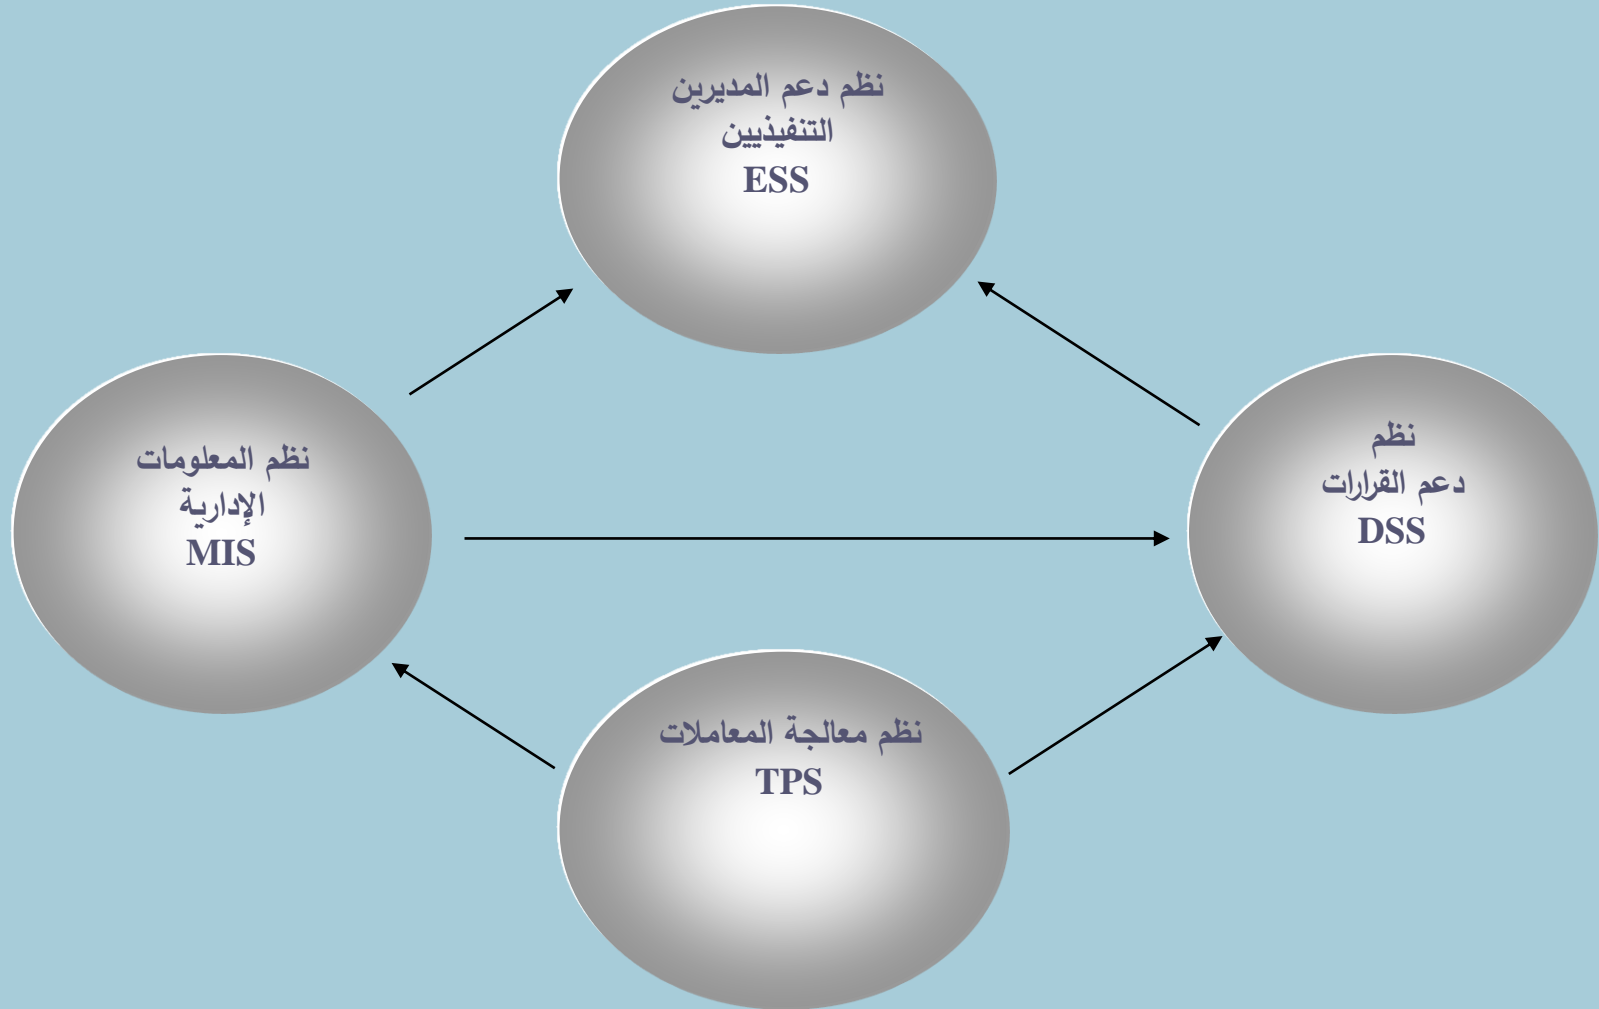 نظم دعم المديرين
التنفيذيين
ESS
نظم المعلومات
الإدارية
MIS
نظم
دعم القرارات
DSS
نظم معالجة المعاملات
TPS